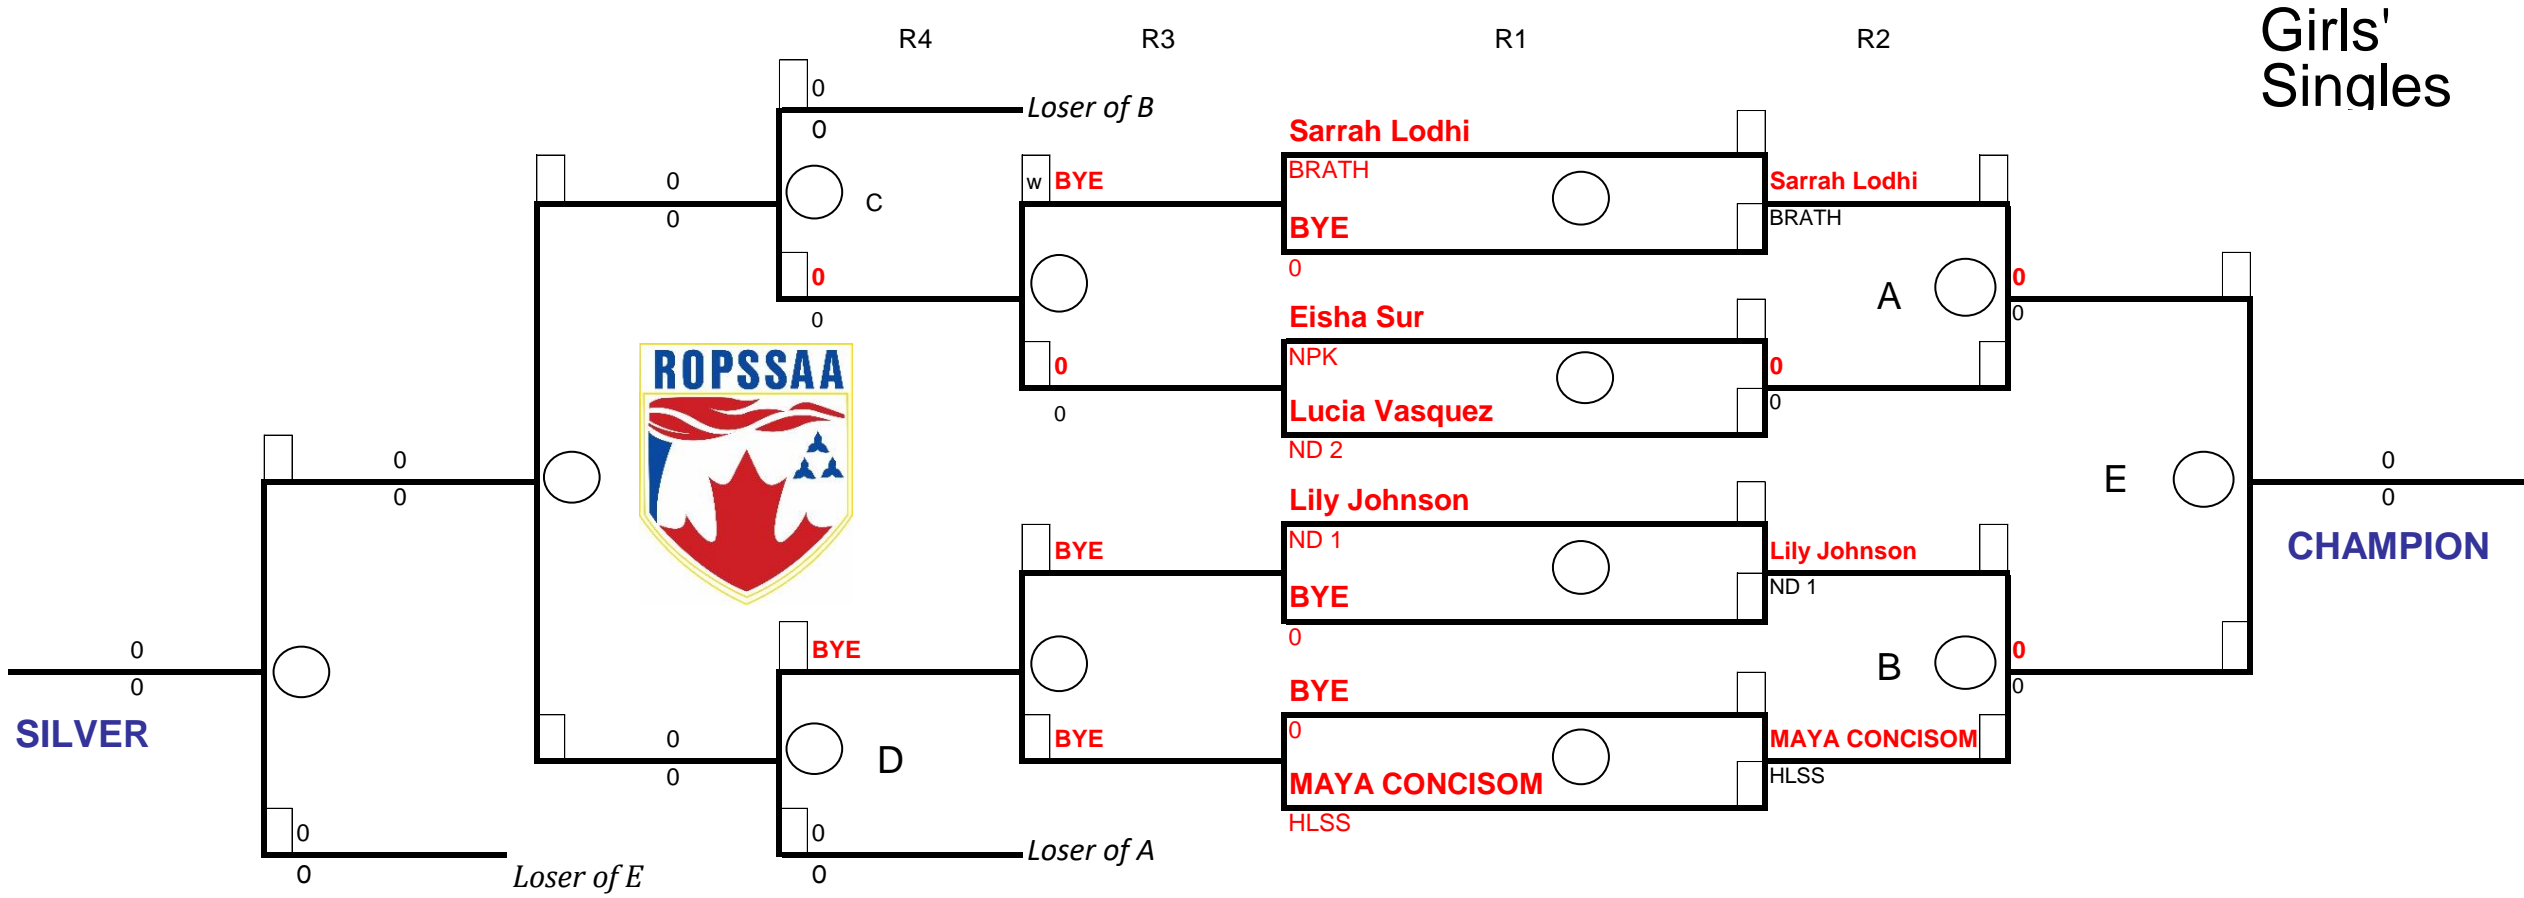 Girls'
Singles
R4 R3 R1 R2
0
Loser of B
0
Sarrah Lodhi
BRATH
w BYE
0
0
C
Sarrah Lodhi
BRATH
BYE
0
0
0
A
0
0
Eisha Sur
NPK
0
0
0
0
Lucia Vasquez
ND 2
ROPSSAA
0
0
E
0
0
CHAMPION
Lily Johnson
ND 1
BYE
Lily Johnson
ND 1
BYE
0
0
0
SILVER
BYE
B
0
0
BYE
0
0
0
D
BYE
MAYA CONCISOM
HLSS
MAYA CONCISOM
HLSS
0
0
Loser of E
0
0
Loser of A